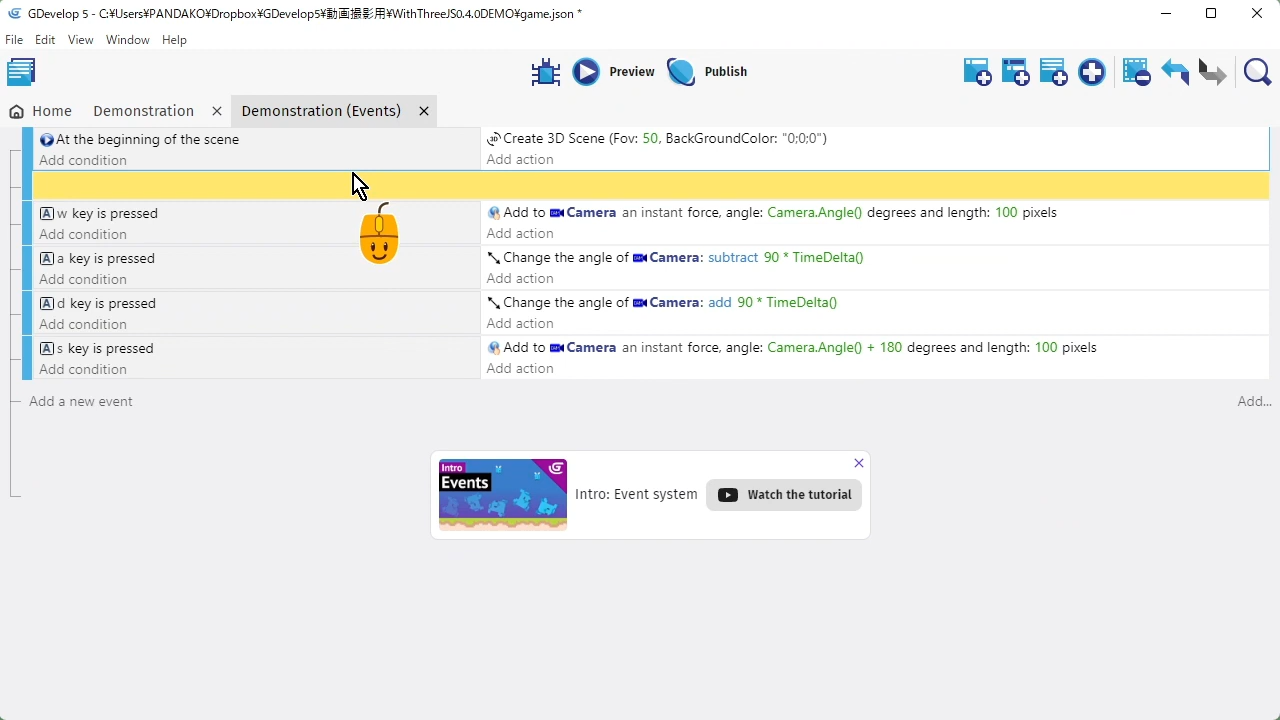 GDevelop 5 - C:¥Users¥PANDAKO¥Dropbox¥GDevelop5¥動画撮影用¥WithThreeJS0.4.0DEMO¥game.json *
File Edit View Window Help
Preview Publish
Home Demonstration Demonstration (Events)
At the beginning of the scene
Create 3D Scene (Fov: 50, BackGroundColor: "0;0;0")
Add condition
Add action
A w key is pressed
Add to Camera an instant force, angle: Camera.Angle() degrees and length: 100 pixels
Add condition
Add action
A a key is pressed
Change the angle of Camera: subtract 90 * TimeDelta()
Add condition
Add action
A d key is pressed
Change the angle of Camera: add 90 * TimeDelta()
Add condition
Add action
A s key is pressed
Add to Camera an instant force, angle: Camera.Angle() + 180 degrees and length: 100 pixels
Add condition
Add action
Add a new event
Add...
Intro
Events
Intro: Event system
Watch the tutorial